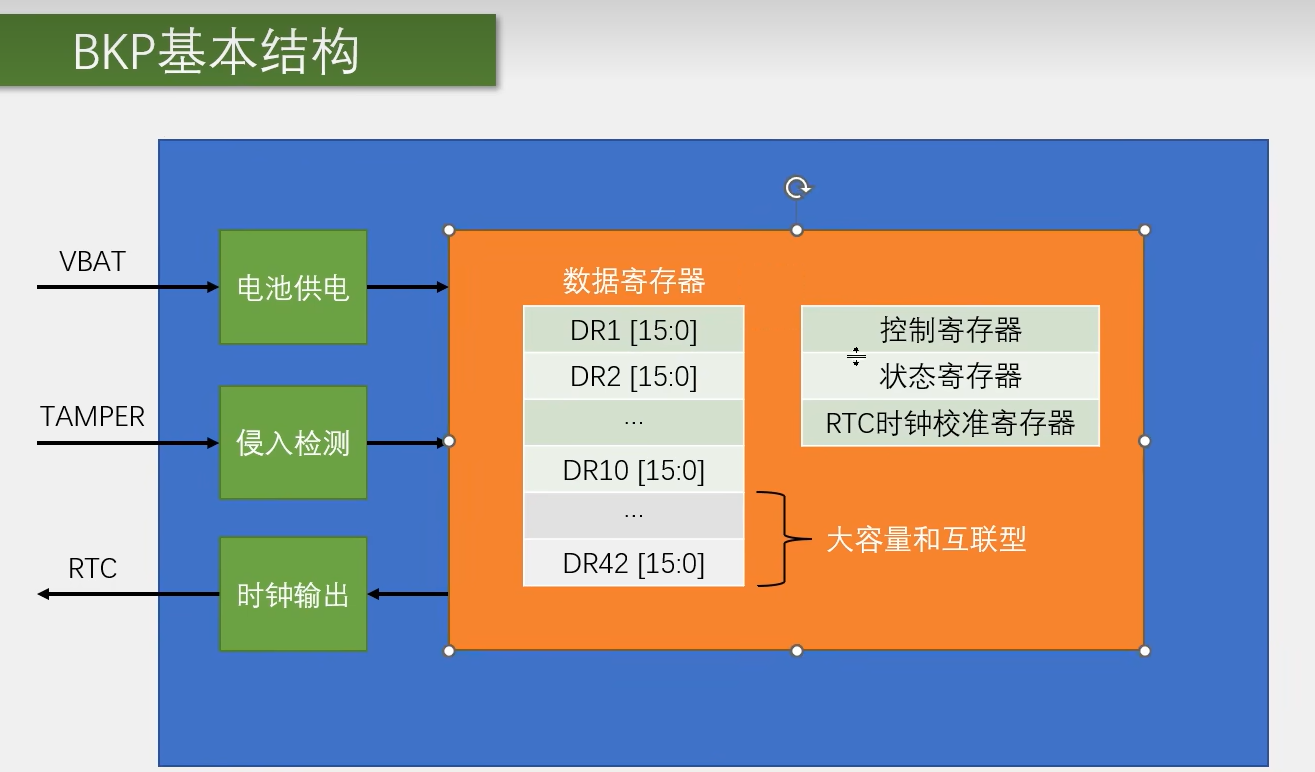 BKP基本结构
VBAT
电池供电
TAMPER
侵入检测
RTC
时钟输出
数据寄存器
DR1 [15:0]
DR2 [15:0]
…
DR10 [15:0]
…
DR42 [15:0]
控制寄存器
状态寄存器
RTC时钟校准寄存器
大容量和互联型